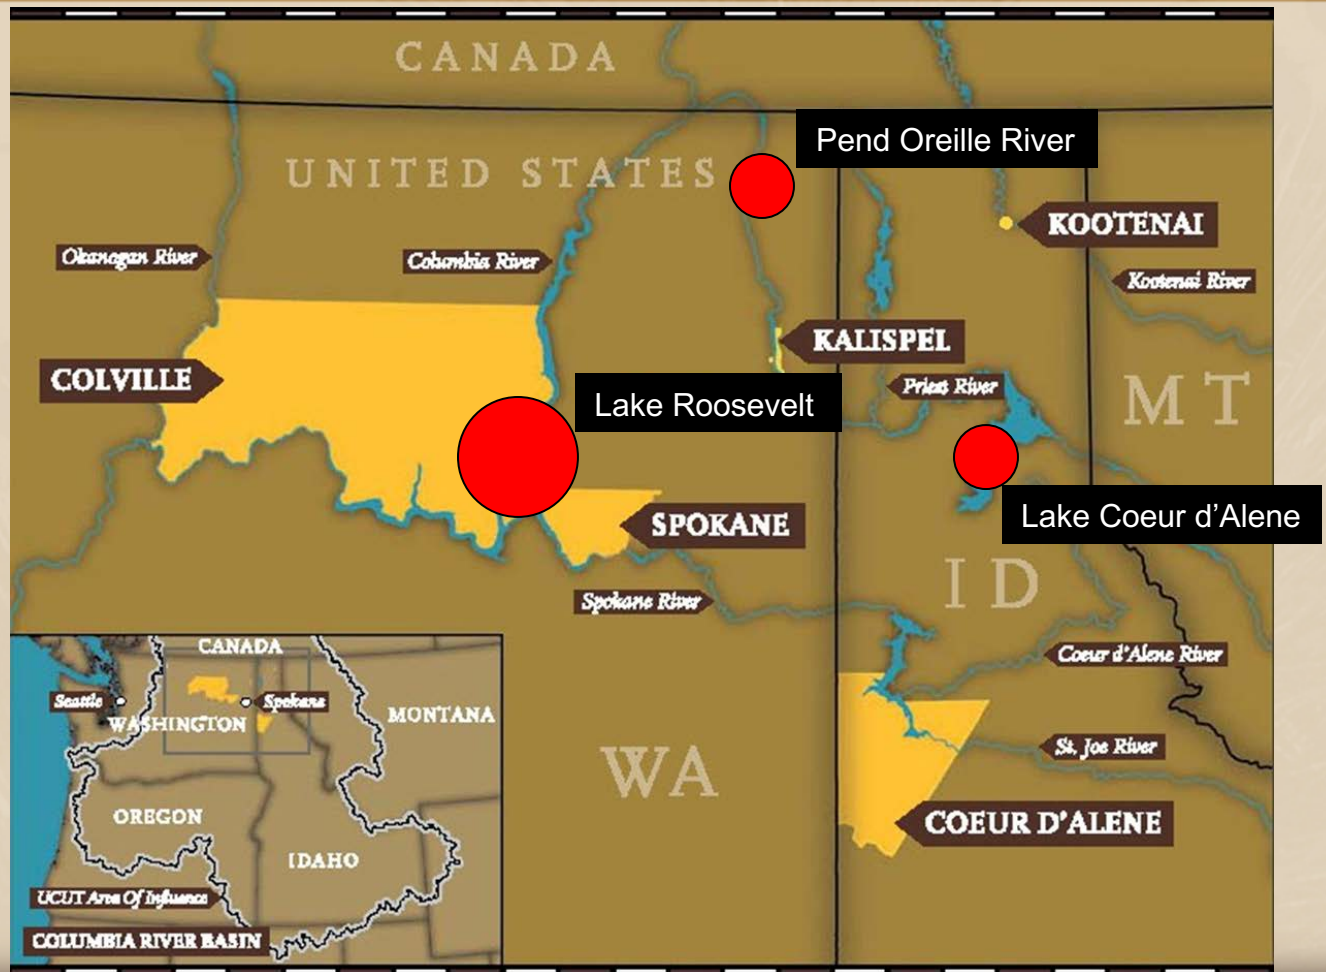 CANADA
Pend Oreille River
UNITED STATES
KOOTENAI
Okanagan River
Columbia River
Kootenai River
KALISPEL
COLVILLE
Priest River
Lake Roosevelt
MT
SPOKANE
Lake Coeur d’Alene
ID
Spokane River
Coeur d'Alene River
CANADA
Seattle
Spokane
WASHINGTON
MONTANA
St. Joe River
WA
OREGON
COEUR D'ALENE
IDAHO
UCUT Area Of Influence
COLUMBIA RIVER BASIN